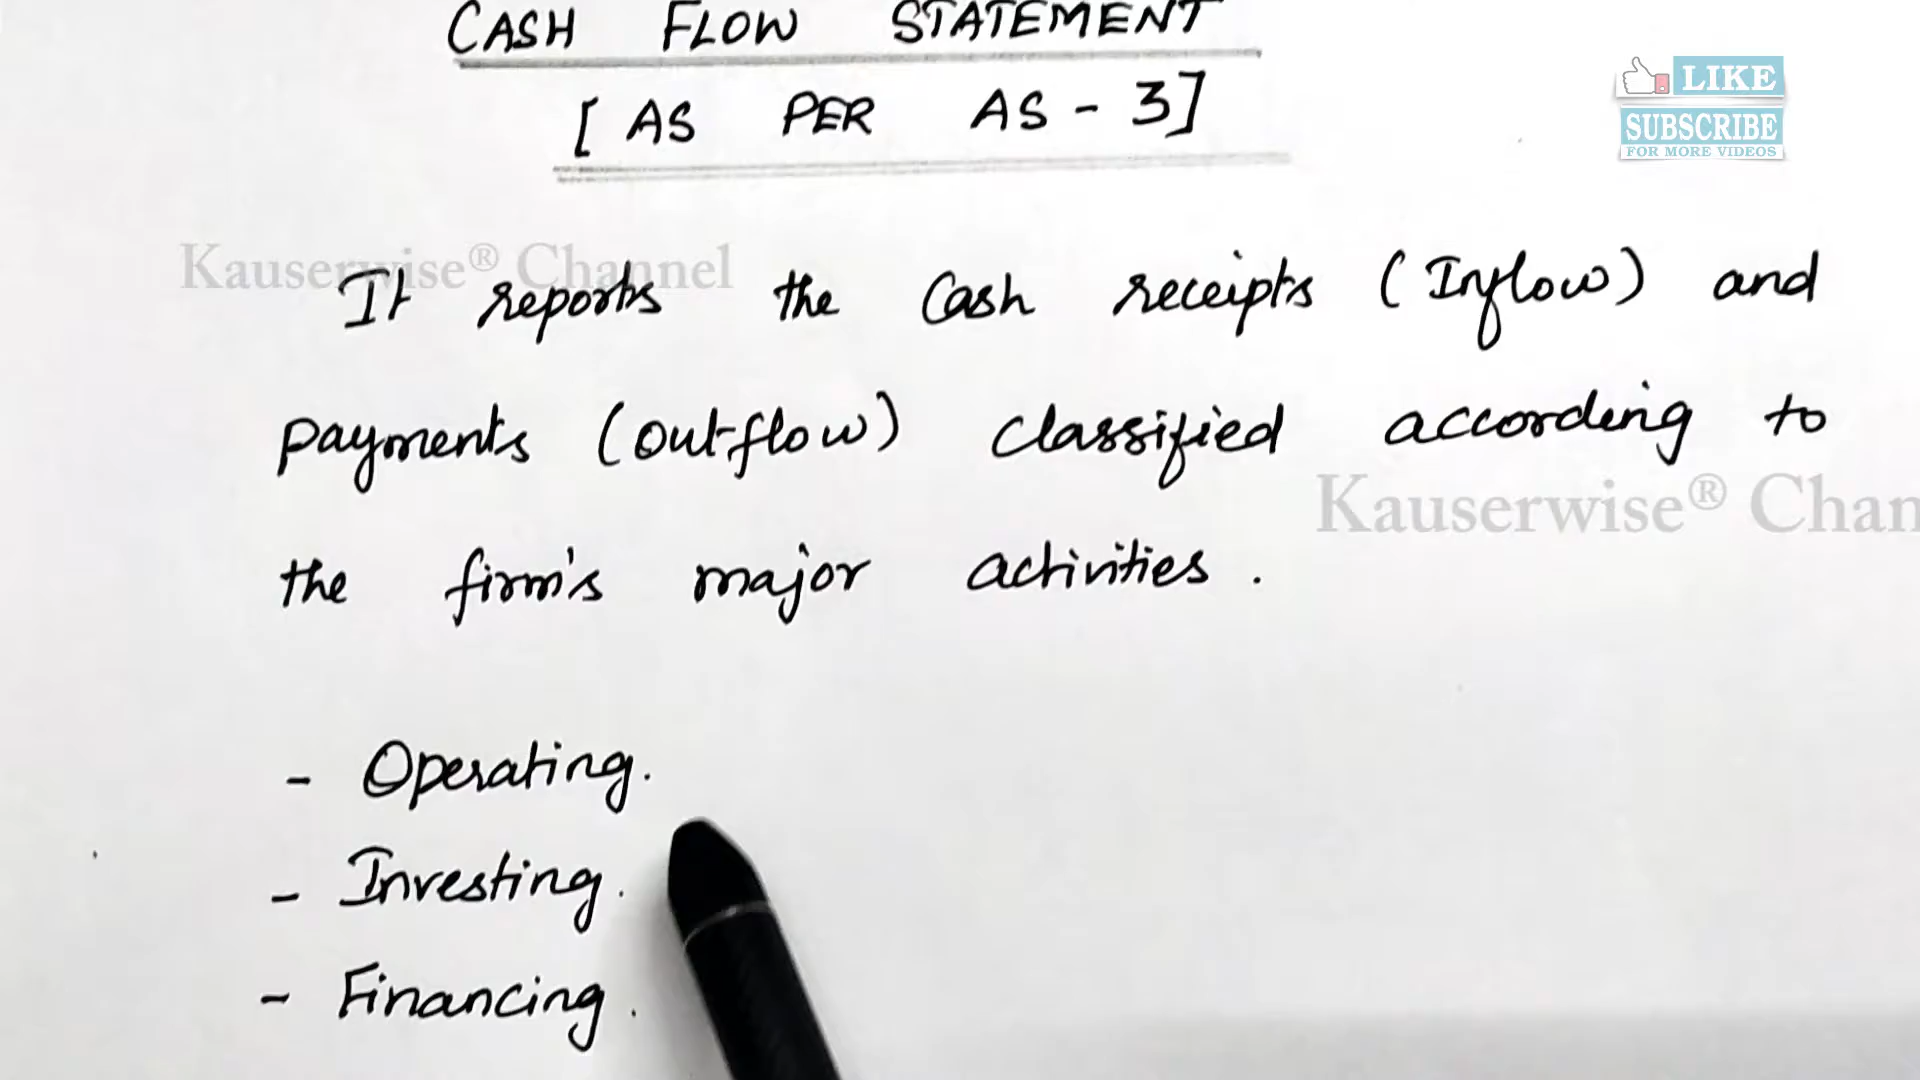 CASH FLOW STATEMENT
[ AS PER AS - 3]
LIKE
SUBSCRIBE
FOR MORE VIDEOS
Kauserwise® Channel
It reports the Cash receipts (Inflow) and
payments (outflow) classified according to
Kauserwise® Chan
the firm's major activities.
- Operating.
- Investing.
- Financing.